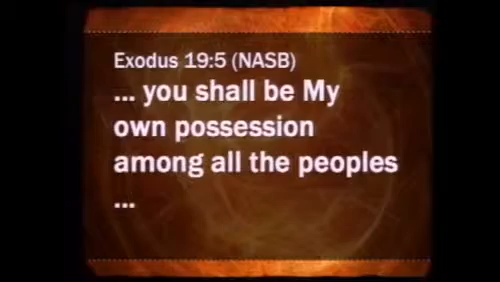 Exodus 19:5 (NASB)
... you shall be My
own possession
among all the peoples
...